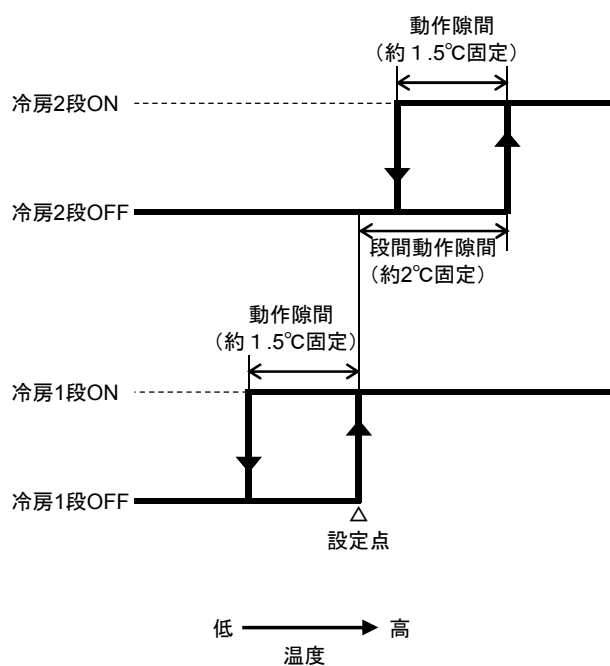 動作隙間
（約１.5℃固定）
冷房2段ON
冷房2段OFF
段間動作隙間
（約2℃固定）
動作隙間
（約１.5℃固定）
冷房1段ON
冷房1段OFF
設定点
低 高
温度